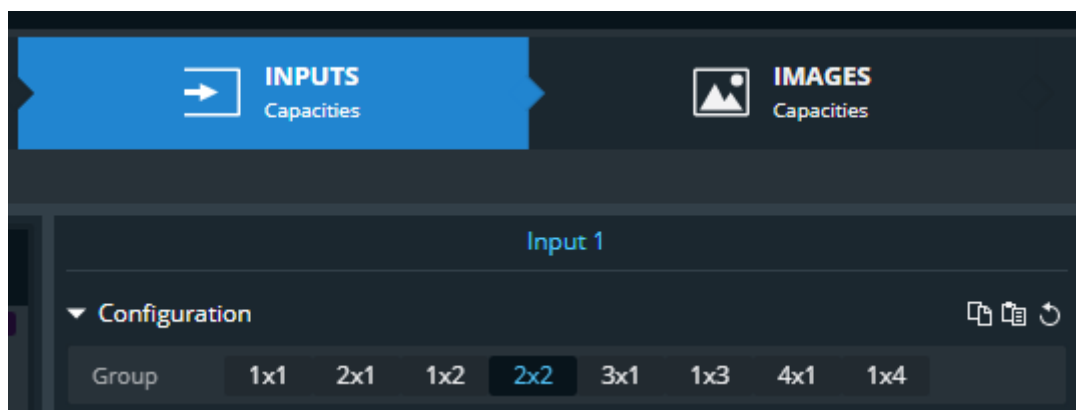 INPUTS
Capacities
IMAGES
Capacities
Input 1
Configuration
Group 1x1 2x1 1x2 2x2 3x1 1x3 4x1 1x4